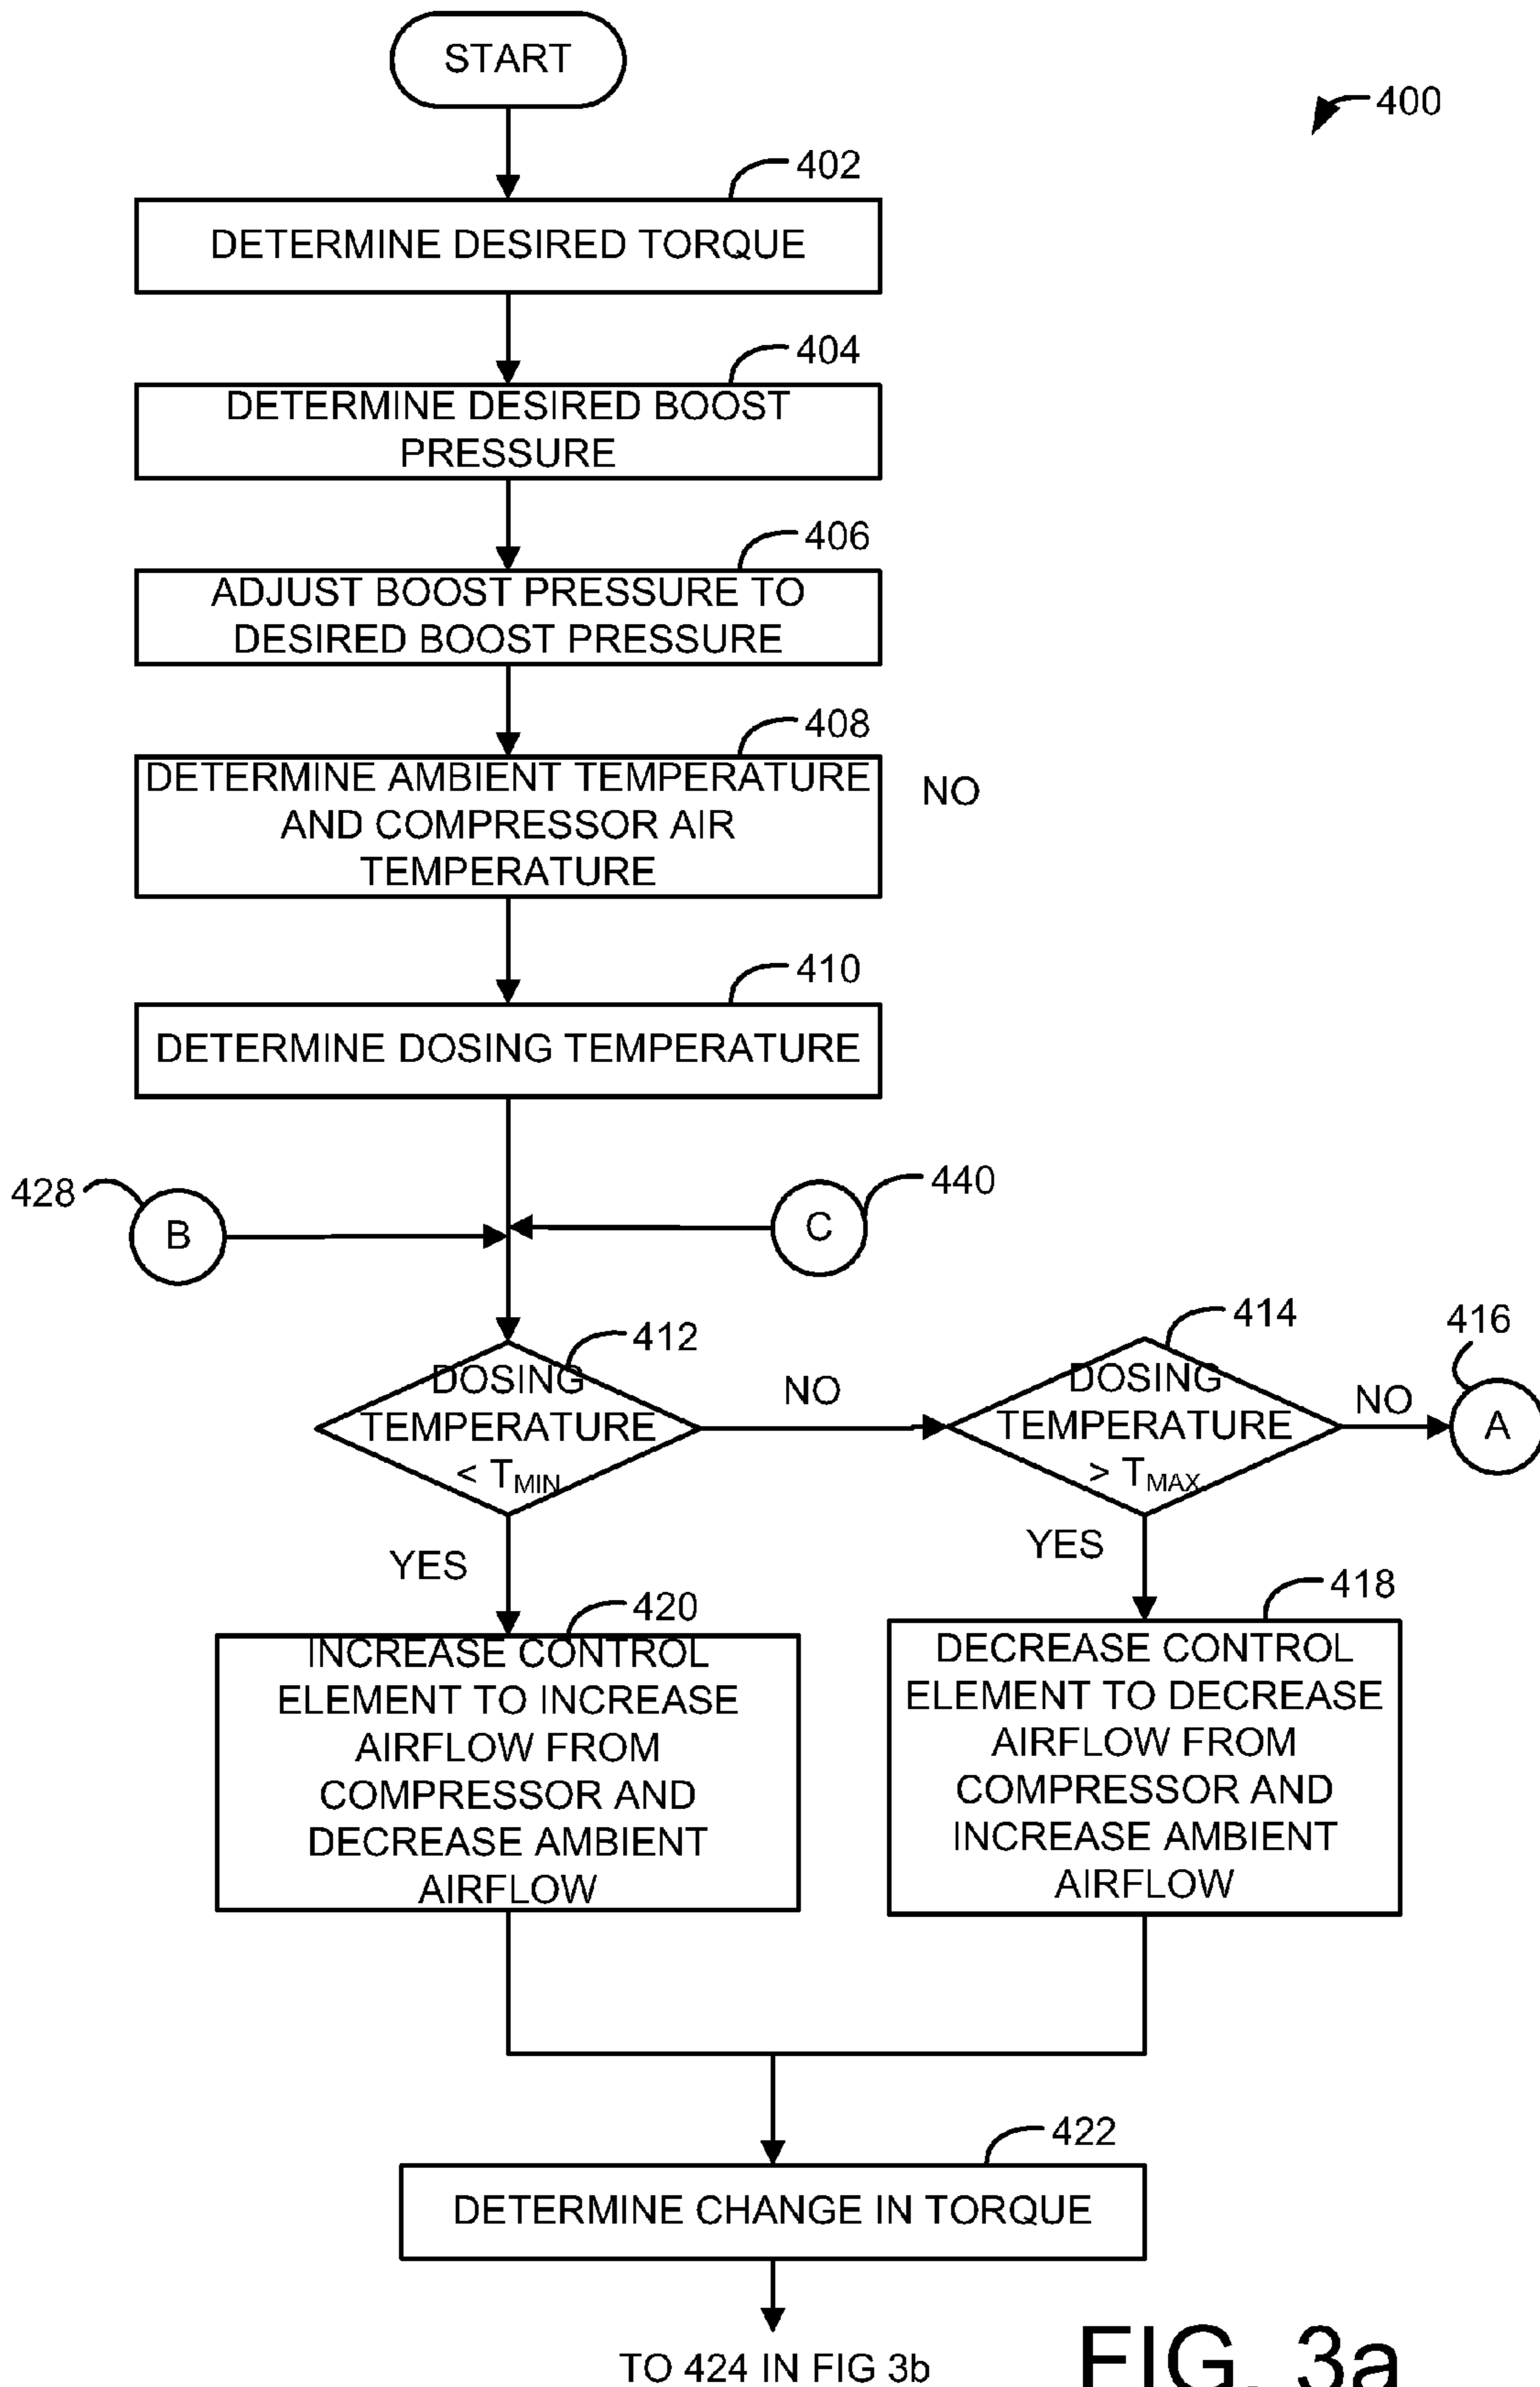 START
400
402
DETERMINE DESIRED TORQUE
404
DETERMINE DESIRED BOOST
PRESSURE
406
ADJUST BOOST PRESSURE TO
DESIRED BOOST PRESSURE
408
DETERMINE AMBIENT TEMPERATURE
AND COMPRESSOR AIR
TEMPERATURE
NO
410
DETERMINE DOSING TEMPERATURE
428
B
440
C
412
DOSING
TEMPERATURE
< TMIN
NO
414
DOSING
TEMPERATURE
> TMAX
NO
416
A
YES
YES
420
INCREASE CONTROL
ELEMENT TO INCREASE
AIRFLOW FROM
COMPRESSOR AND
DECREASE AMBIENT
AIRFLOW
418
DECREASE CONTROL
ELEMENT TO DECREASE
AIRFLOW FROM
COMPRESSOR AND
INCREASE AMBIENT
AIRFLOW
422
DETERMINE CHANGE IN TORQUE
TO 424 IN FIG 3b
FIG. 3a